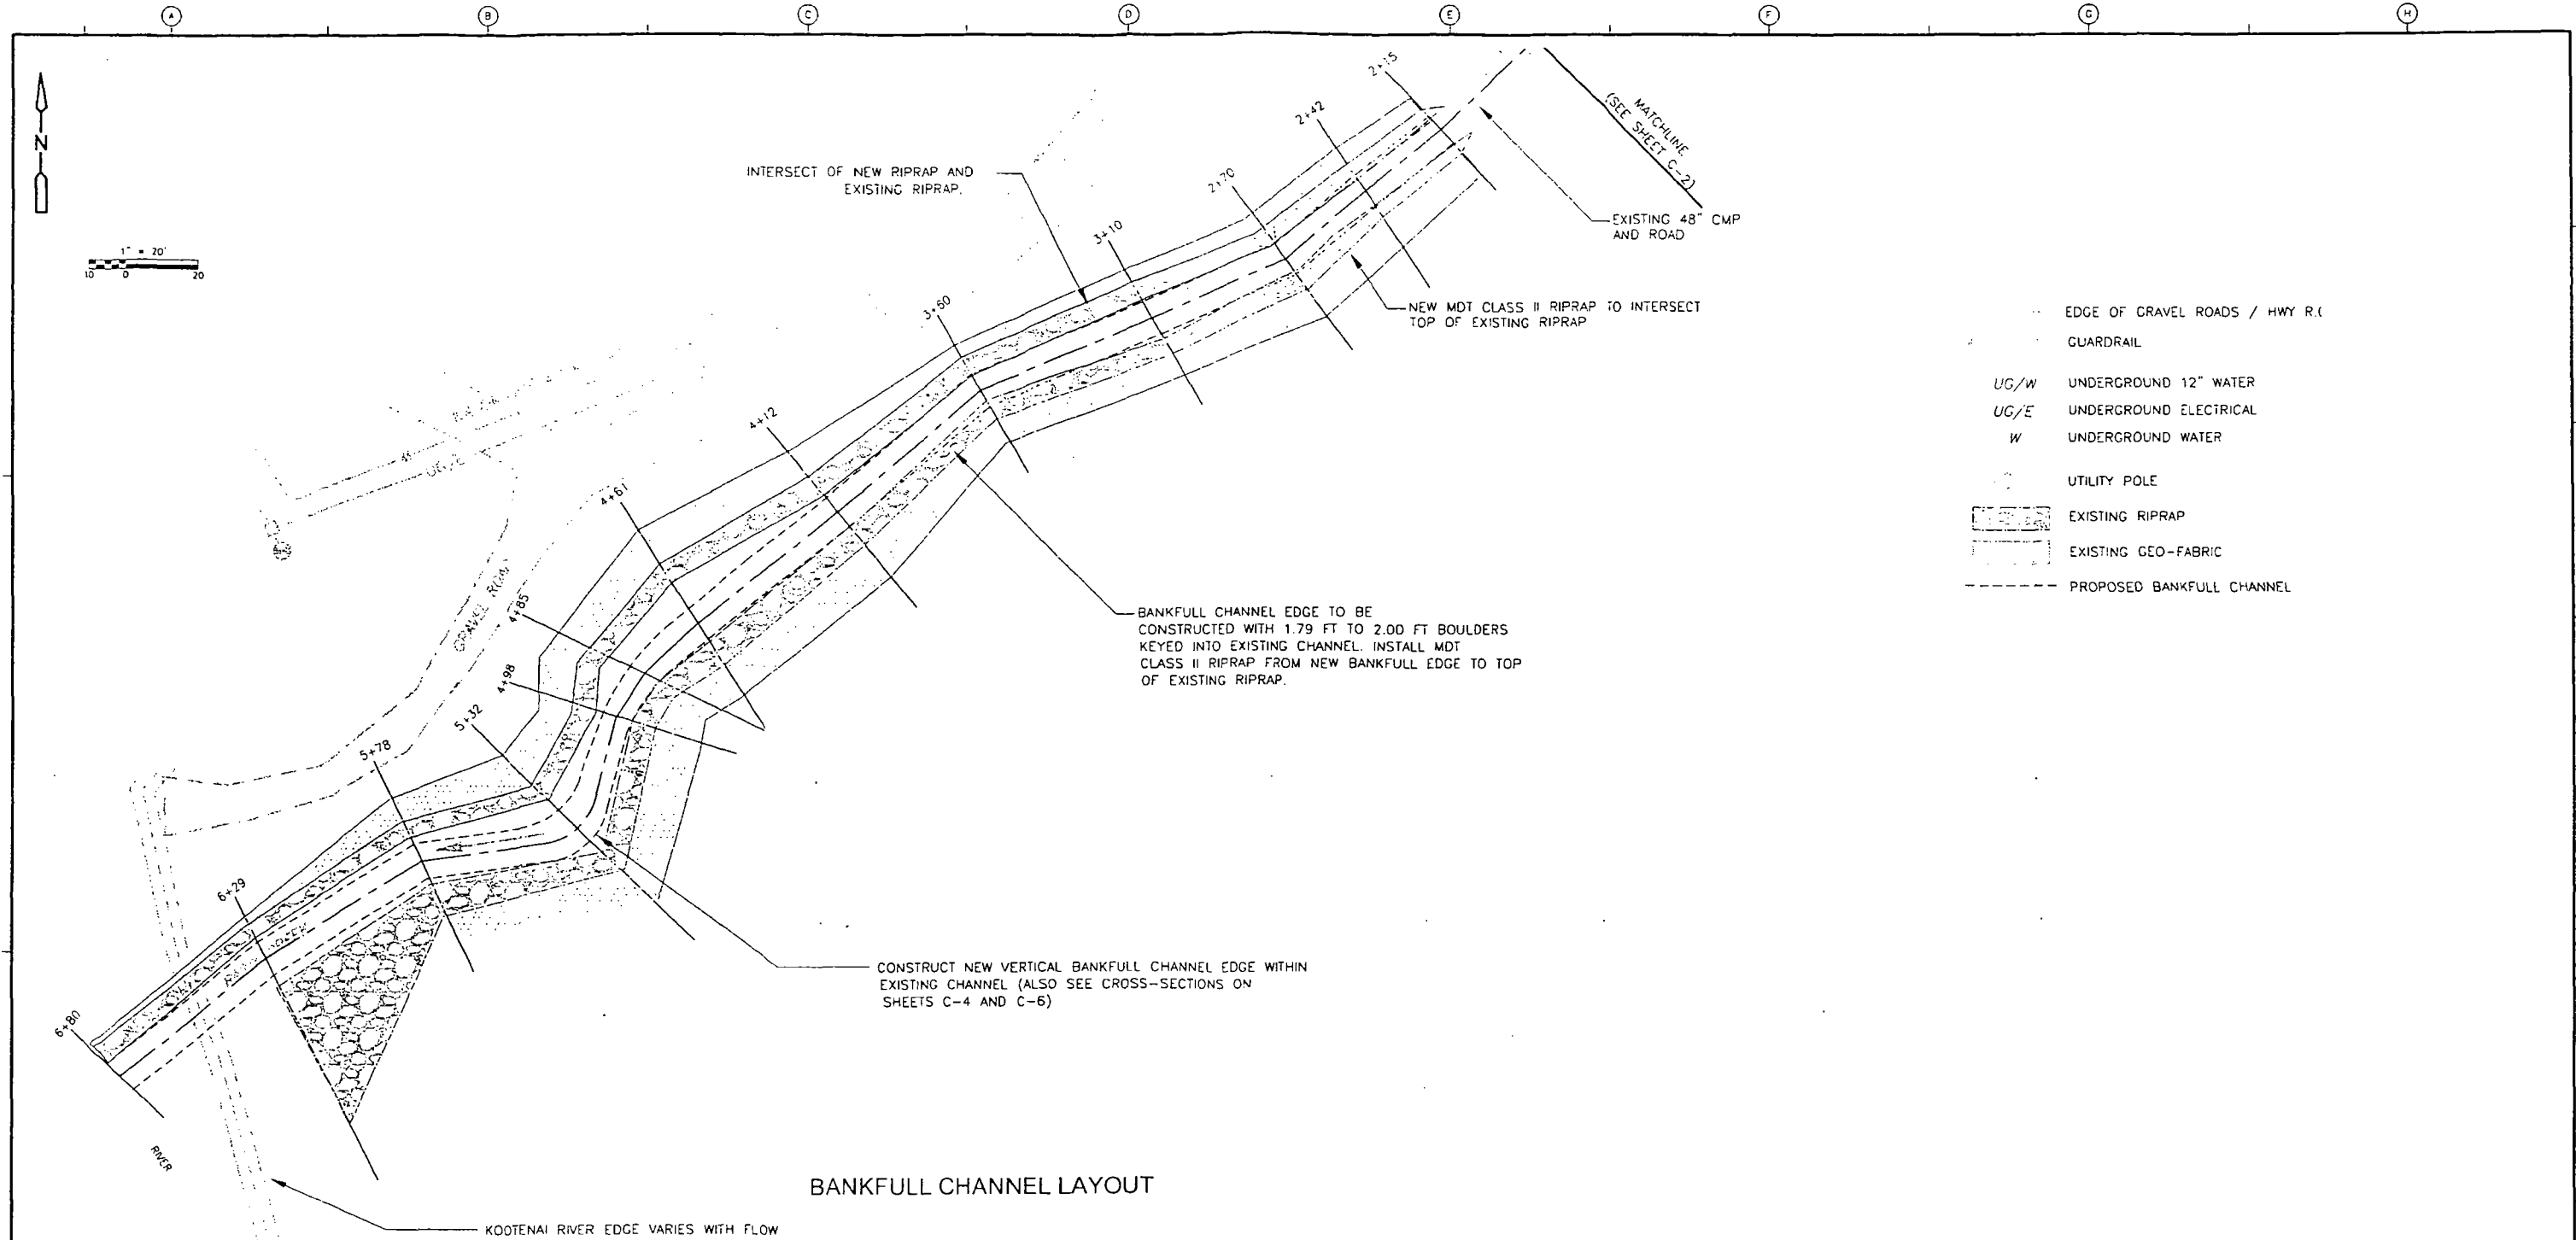 A B C D E F G H
N
1" = 20'
10 0 20
2+15
2+42
2+70
3+10
3+60
4+12
4+61
4+85
4+98
5+32
5+78
6+29
6+80
MATCHLINE
(SEE SHEET C-2)
INTERSECT OF NEW RIPRAP AND
EXISTING RIPRAP.
EXISTING 48" CMP
AND ROAD
NEW MDT CLASS II RIPRAP TO INTERSECT
TOP OF EXISTING RIPRAP
EDGE OF GRAVEL ROADS / HWY R.
GUARDRAIL
UG/W UNDERGROUND 12" WATER
UG/E UNDERGROUND ELECTRICAL
W UNDERGROUND WATER
UTILITY POLE
EXISTING RIPRAP
EXISTING GEO-FABRIC
PROPOSED BANKFULL CHANNEL
W
UG/E
GRAVEL ROAD
BANKFULL CHANNEL EDGE TO BE
CONSTRUCTED WITH 1.79 FT TO 2.00 FT BOULDERS
KEYED INTO EXISTING CHANNEL. INSTALL MDT
CLASS II RIPRAP FROM NEW BANKFULL EDGE TO TOP
OF EXISTING RIPRAP.
CONSTRUCT NEW VERTICAL BANKFULL CHANNEL EDGE WITHIN
EXISTING CHANNEL (ALSO SEE CROSS-SECTIONS ON
SHEETS C-4 AND C-6)
CREEK
RIVER
BANKFULL CHANNEL LAYOUT
KOOTENAI RIVER EDGE VARIES WITH FLOW